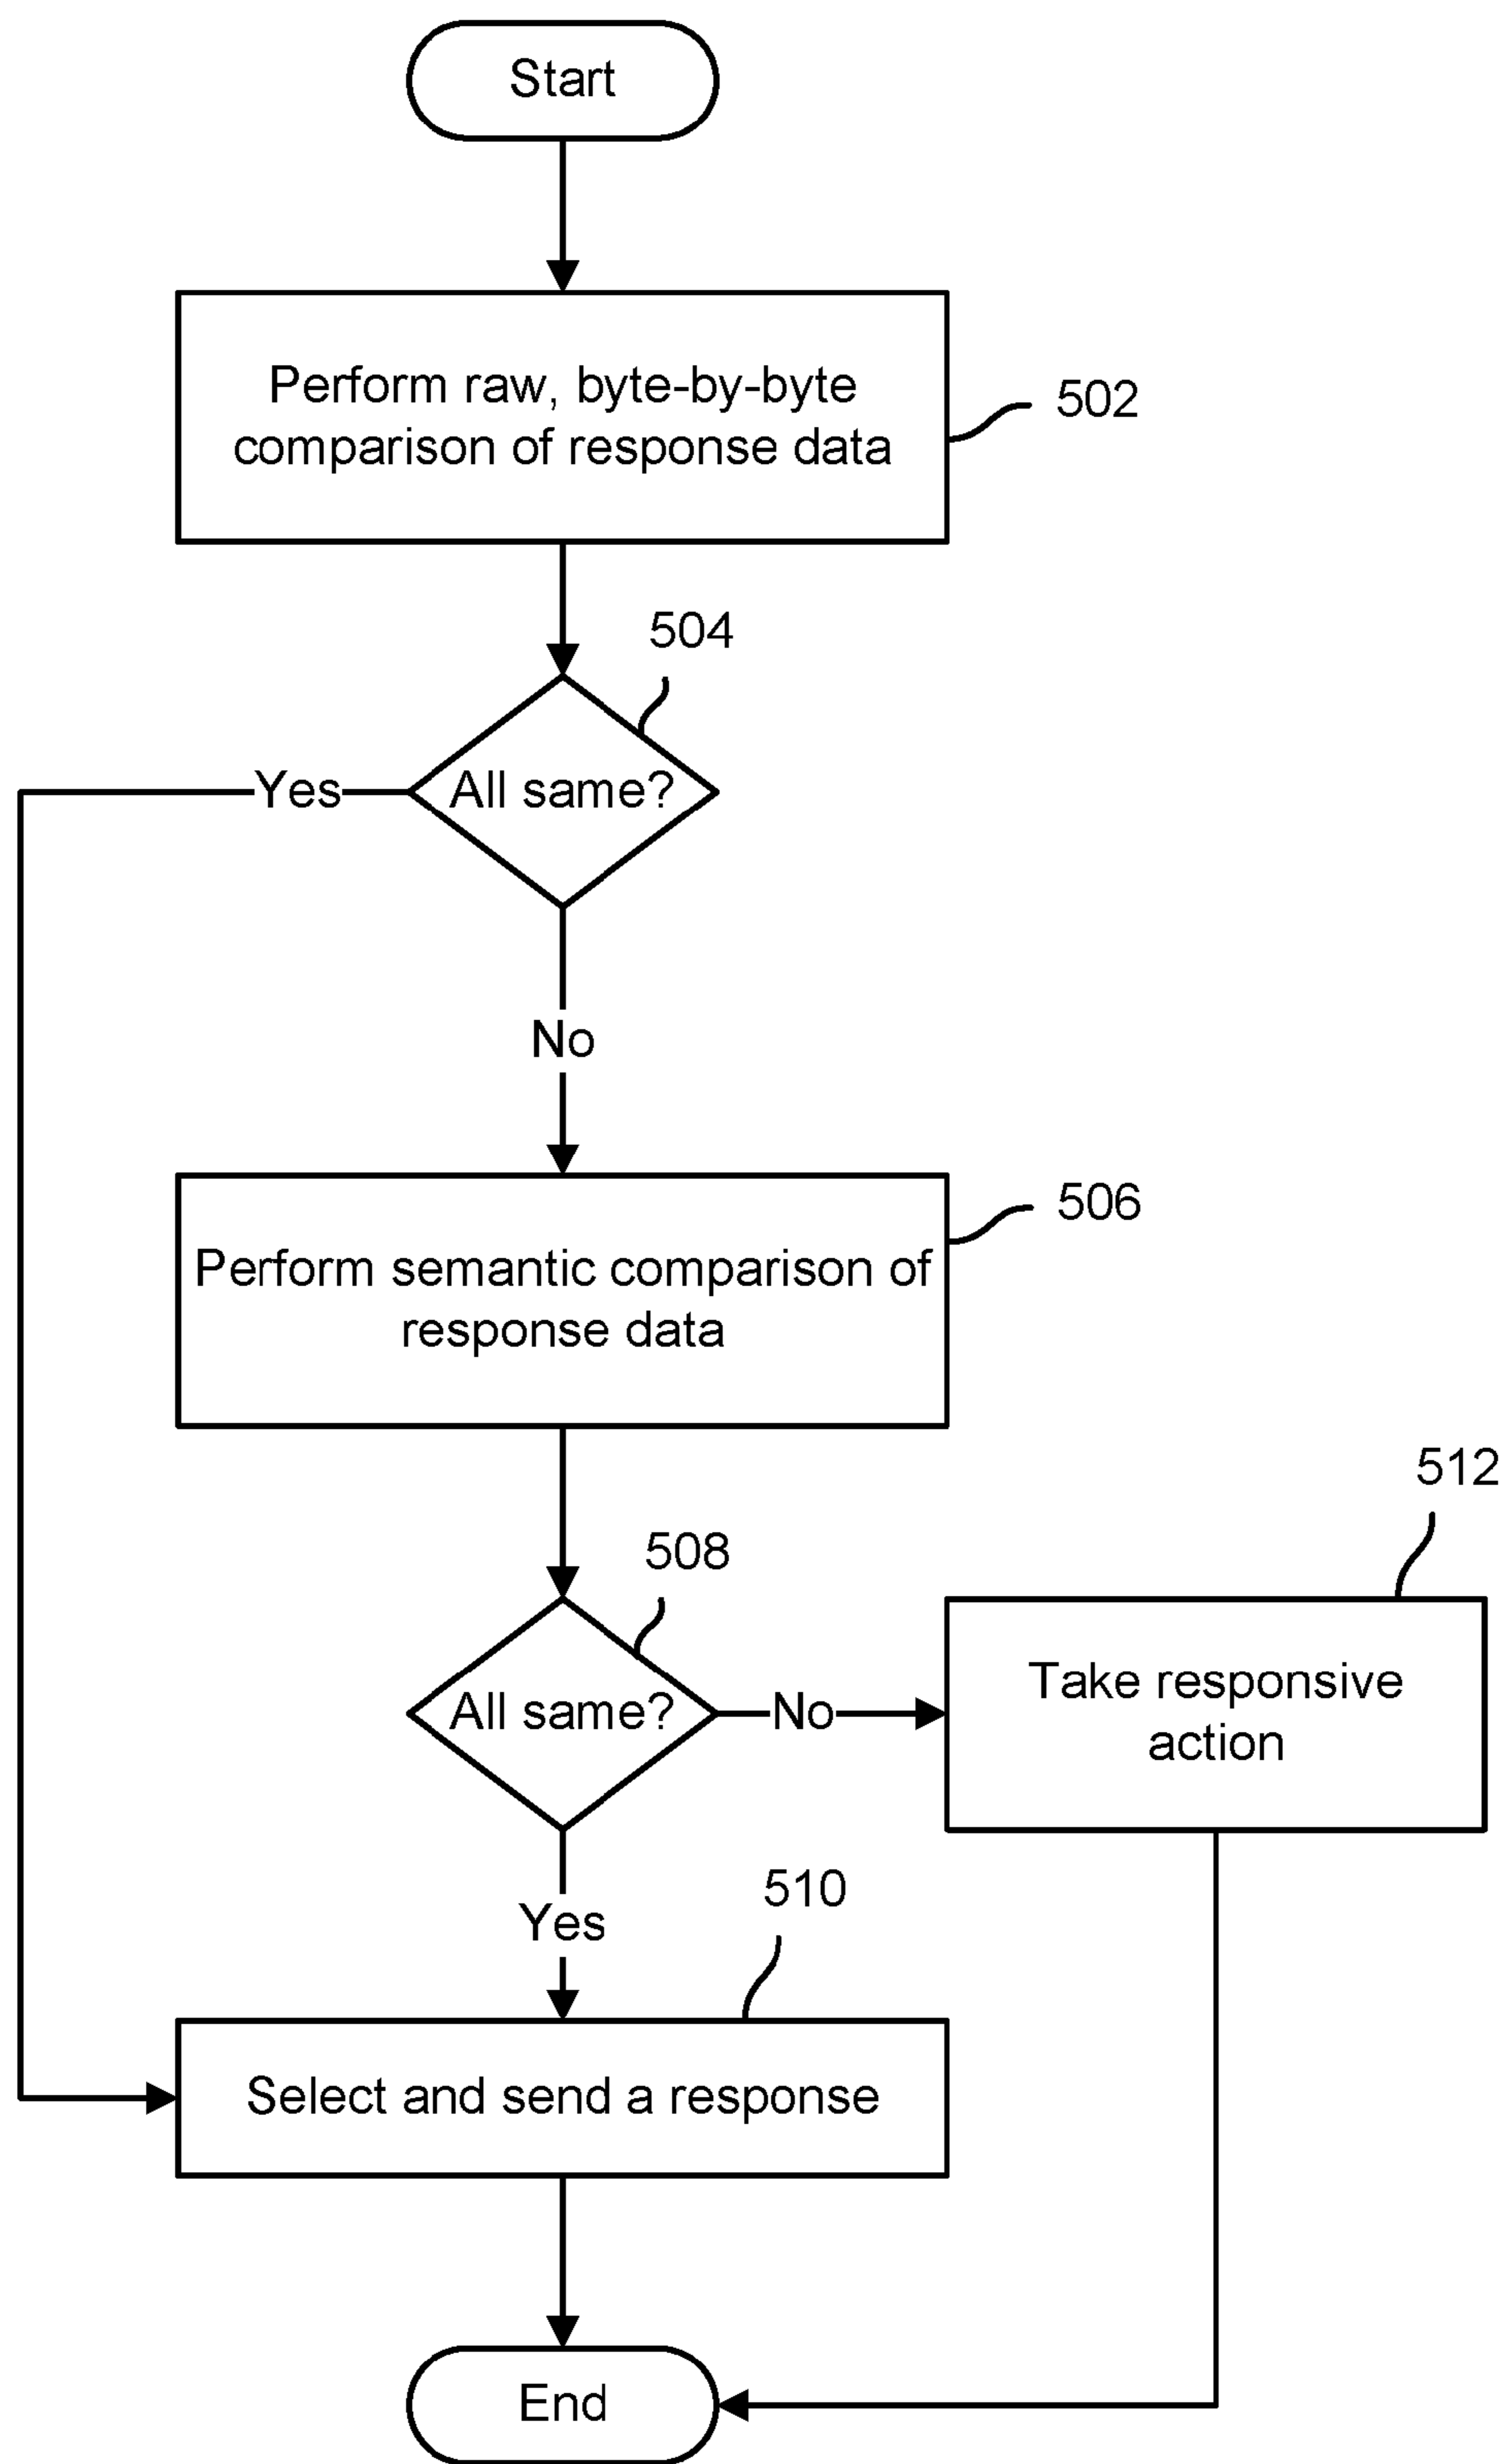 Start
Perform raw, byte-by-byte
comparison of response data
502
504
All same?
Yes
No
506
Perform semantic comparison of
response data
512
508
All same?
No
Take responsive
action
510
Yes
Select and send a response
End